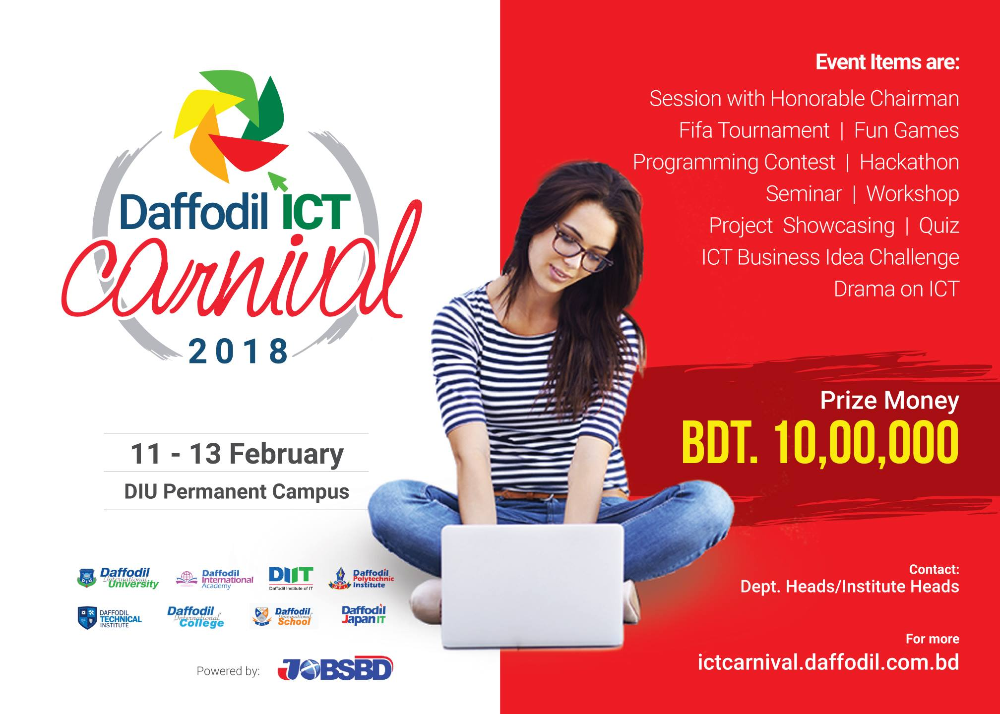 Daffodil ICT
carnival
2018
11 - 13 February
DIU Permanent Campus
DIU
Daffodil
International
University
Daffodil
International
Academy
DIIT
Daffodil Institute of IT
DPI
Daffodil
Polytechnic
Institute
DAFFODIL
TECHNICAL
INSTITUTE
Daffodil
International
College
DIS
Daffodil
International
School
Daffodil
Japan IT
Powered by:
JOBSBD
Event Items are:
Session with Honorable Chairman
Fifa Tournament | Fun Games
Programming Contest | Hackathon
Seminar | Workshop
Project Showcasing | Quiz
ICT Business Idea Challenge
Drama on ICT
Prize Money
BDT. 10,00,000
Contact:
Dept. Heads/Institute Heads
For more
ictcarnival.daffodil.com.bd